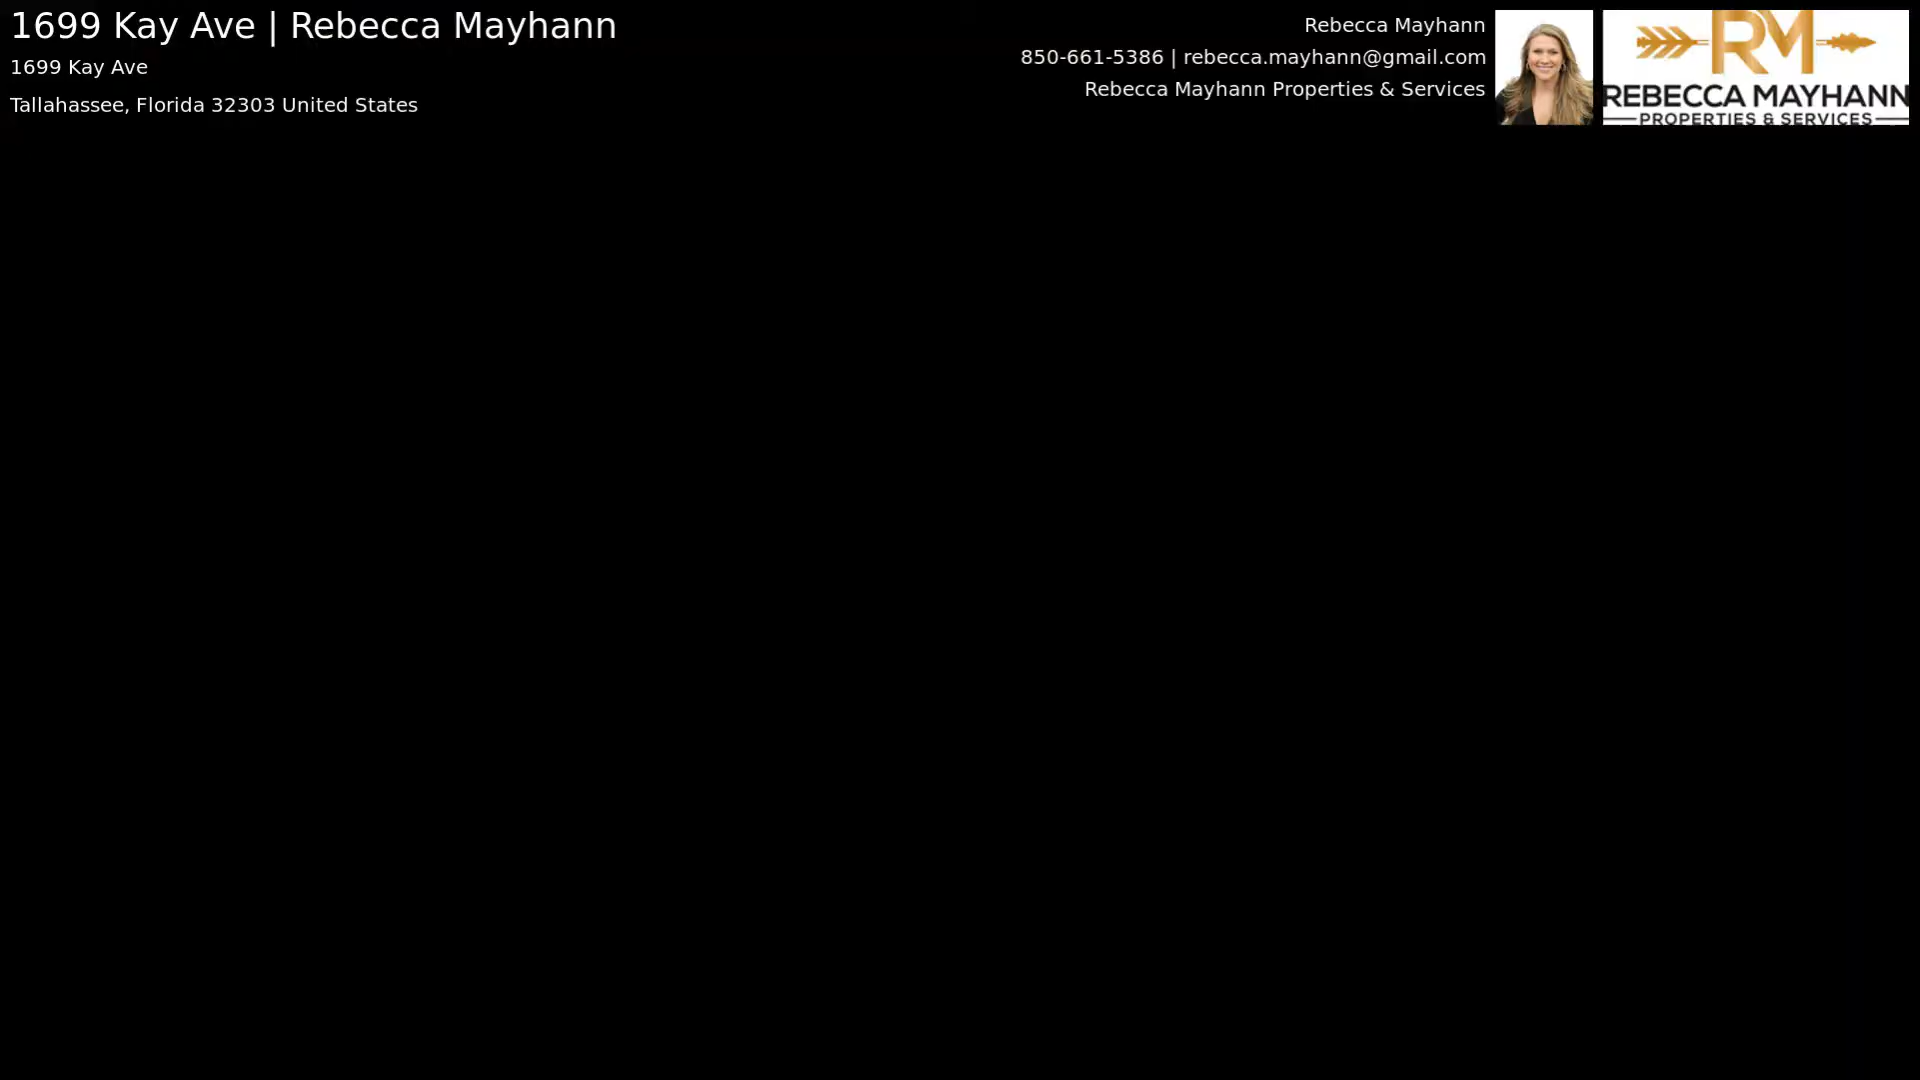 1699 Kay Ave | Rebecca Mayhann
1699 Kay Ave
Tallahassee, Florida 32303 United States
Rebecca Mayhann
850-661-5386 | rebecca.mayhann@gmail.com
Rebecca Mayhann Properties & Services
RM
REBECCA MAYHANN
PROPERTIES & SERVICES